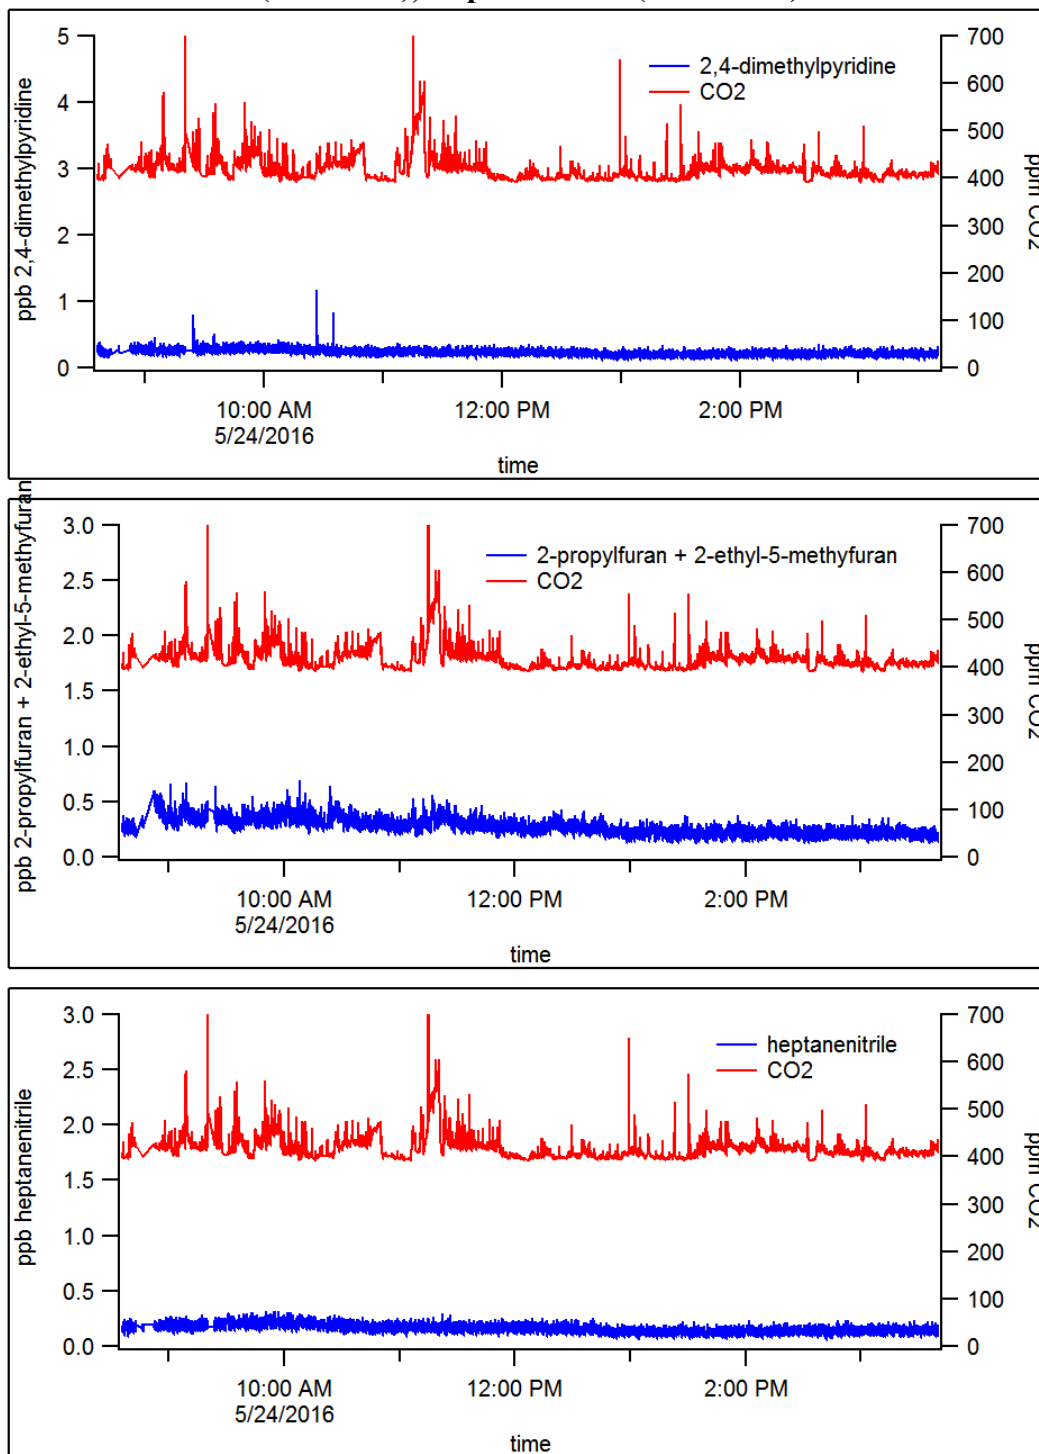 5
4
3
2
1
0
ppb 2,4-dimethylpyridine
2,4-dimethylpyridine
CO2
700
600
500
400
300
200
100
0
ppm CO2
10:00 AM
5/24/2016
12:00 PM
2:00 PM
time
3.0
2.5
2.0
1.5
1.0
0.5
0.0
ppb 2-propylfuran + 2-ethyl-5-methyfuran
2-propylfuran + 2-ethyl-5-methyfuran
CO2
700
600
500
400
300
200
100
0
ppm CO2
10:00 AM
5/24/2016
12:00 PM
2:00 PM
time
3.0
2.5
2.0
1.5
1.0
0.5
0.0
ppb heptanenitrile
heptanenitrile
CO2
700
600
500
400
300
200
100
0
ppm CO2
10:00 AM
5/24/2016
12:00 PM
2:00 PM
time